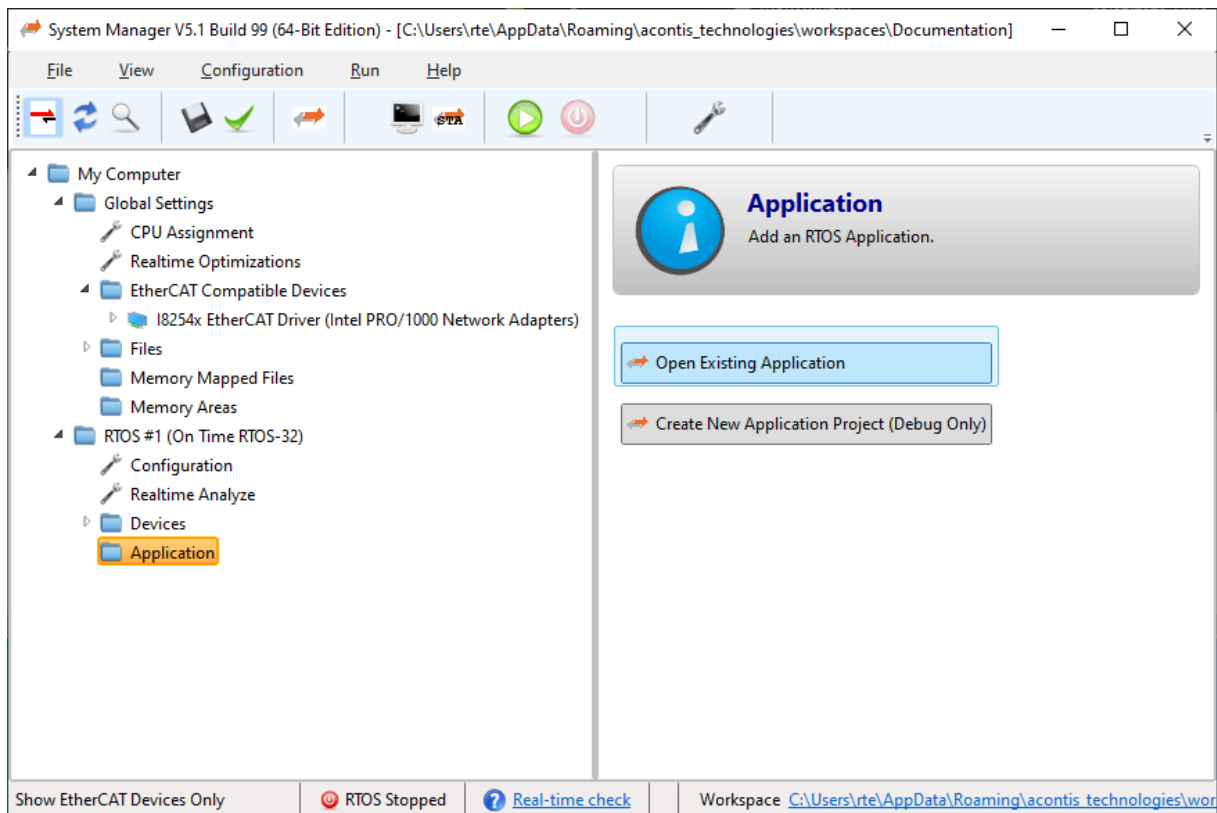 System Manager V5.1 Build 99 (64-Bit Edition) - [C:\Users\rte\AppData\Roaming\acontis_technologies\workspaces\Documentation]
File View Configuration Run Help
STA
My Computer
Global Settings
CPU Assignment
Realtime Optimizations
EtherCAT Compatible Devices
I8254x EtherCAT Driver (Intel PRO/1000 Network Adapters)
Files
Memory Mapped Files
Memory Areas
RTOS #1 (On Time RTOS-32)
Configuration
Realtime Analyze
Devices
Application
Application
Add an RTOS Application.
Open Existing Application
Create New Application Project (Debug Only)
Show EtherCAT Devices Only RTOS Stopped Real-time check Workspace C:\Users\rte\AppData\Roaming\acontis_technologies\wor